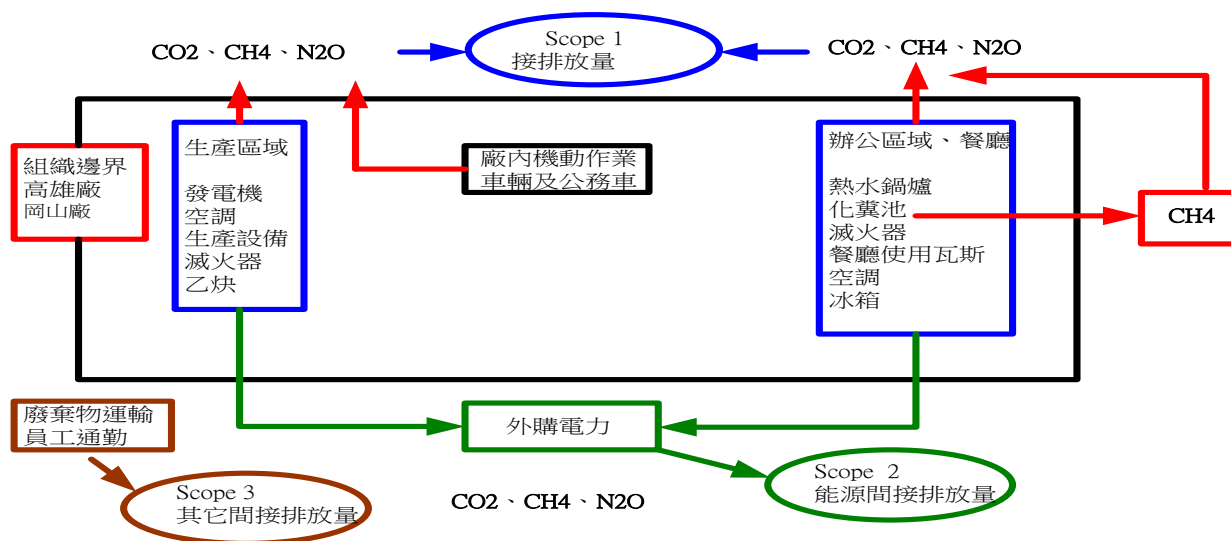 Scope 1
接排放量
CO2、CH4、N2O
CO2、CH4、N2O
組織邊界
高雄廠
岡山廠
生產區域
發電機
空調
生產設備
滅火器
乙炔
廠內機動作業
車輛及公務車
辦公區域、餐廳
熱水鍋爐
化糞池
滅火器
餐廳使用瓦斯
空調
冰箱
CH4
廢棄物運輸
員工通勤
外購電力
Scope 3
其它間接排放量
CO2、CH4、N2O
Scope 2
能源間接排放量